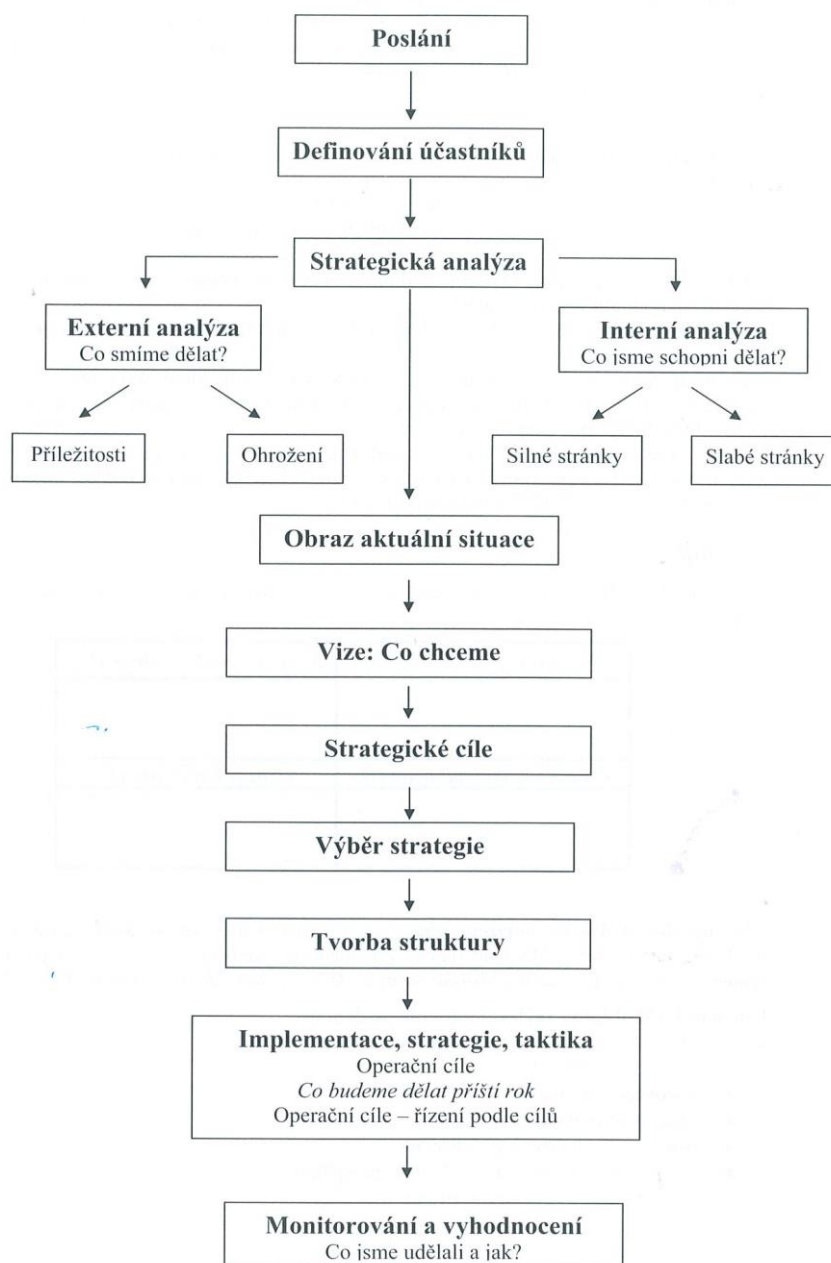 Poslání
Definování účastníků
Strategická analýza
Externí analýza
Co smíme dělat?
Interní analýza
Co jsme schopni dělat?
Příležitosti
Ohrožení
Silné stránky
Slabé stránky
Obraz aktuální situace
Vize: Co chceme
Strategické cíle
Výběr strategie
Tvorba struktury
Implementace, strategie, taktika
Operační cíle
Co budeme dělat příští rok
Operační cíle – řízení podle cílů
Monitorování a vyhodnocení
Co jsme udělali a jak?